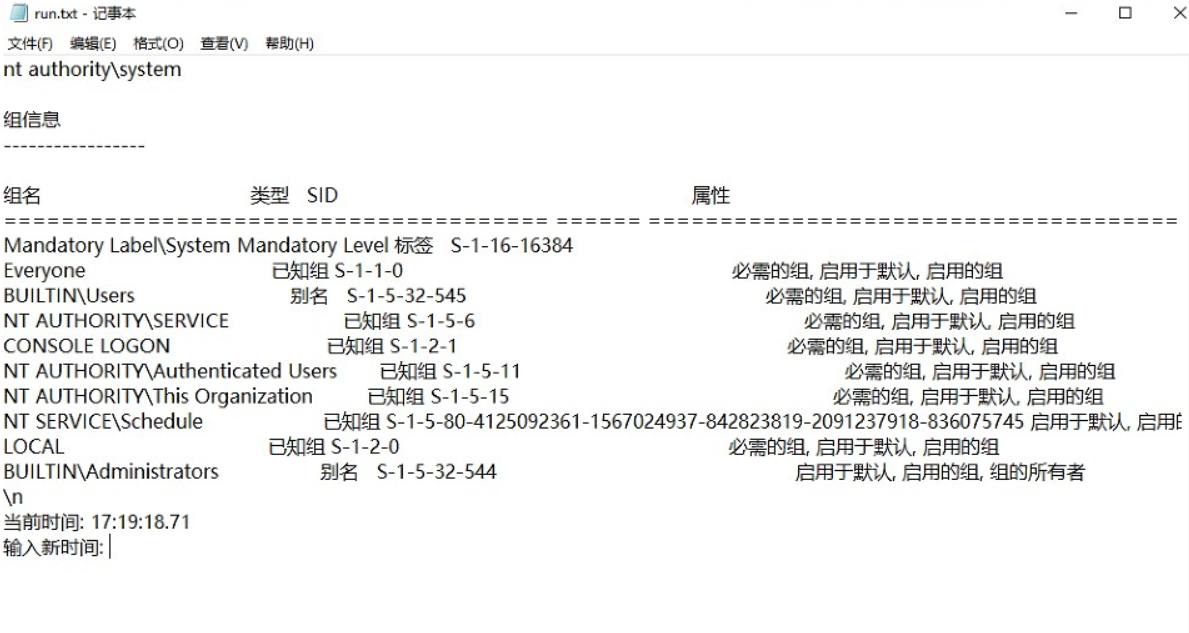 run.txt - 记事本
文件(F) 编辑(E) 格式(O) 查看(V) 帮助(H)
nt authority\system
组信息
-----------------
组名 类型 SID 属性
====================================== ====== =====================================
Mandatory Label\System Mandatory Level 标签 S-1-16-16384
Everyone 已知组 S-1-1-0 必需的组, 启用于默认, 启用的组
BUILTIN\Users 别名 S-1-5-32-545 必需的组, 启用于默认, 启用的组
NT AUTHORITY\SERVICE 已知组 S-1-5-6 必需的组, 启用于默认, 启用的组
CONSOLE LOGON 已知组 S-1-2-1 必需的组, 启用于默认, 启用的组
NT AUTHORITY\Authenticated Users 已知组 S-1-5-11 必需的组, 启用于默认, 启用的组
NT AUTHORITY\This Organization 已知组 S-1-5-15 必需的组, 启用于默认, 启用的组
NT SERVICE\Schedule 已知组 S-1-5-80-4125092361-1567024937-842823819-2091237918-836075745 启用于默认, 启用
LOCAL 已知组 S-1-2-0 必需的组, 启用于默认, 启用的组
BUILTIN\Administrators 别名 S-1-5-32-544 启用于默认, 启用的组, 组的所有者
\n
当前时间: 17:19:18.71
输入新时间: